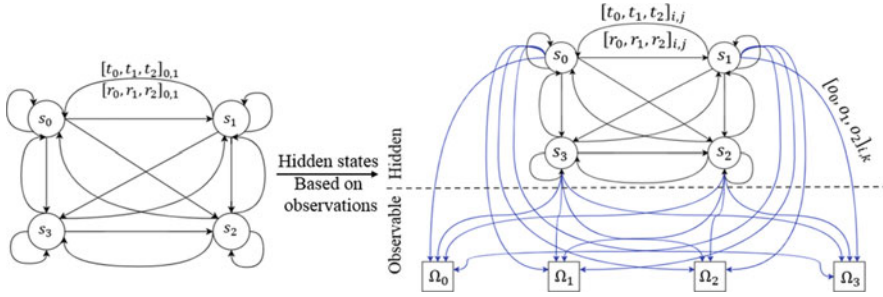 [t₀, t₁, t₂]₀,₁
[r₀, r₁, r₂]₀,₁
s₀
s₁
s₃
s₂
Hidden states
Based on
observations
[t₀, t₁, t₂]ᵢ,ⱼ
[r₀, r₁, r₂]ᵢ,ⱼ
s₀
s₁
[o₀, o₁, o₂]ᵢ,ₖ
s₃
s₂
Hidden
Observable
Ω₀
Ω₁
Ω₂
Ω₃